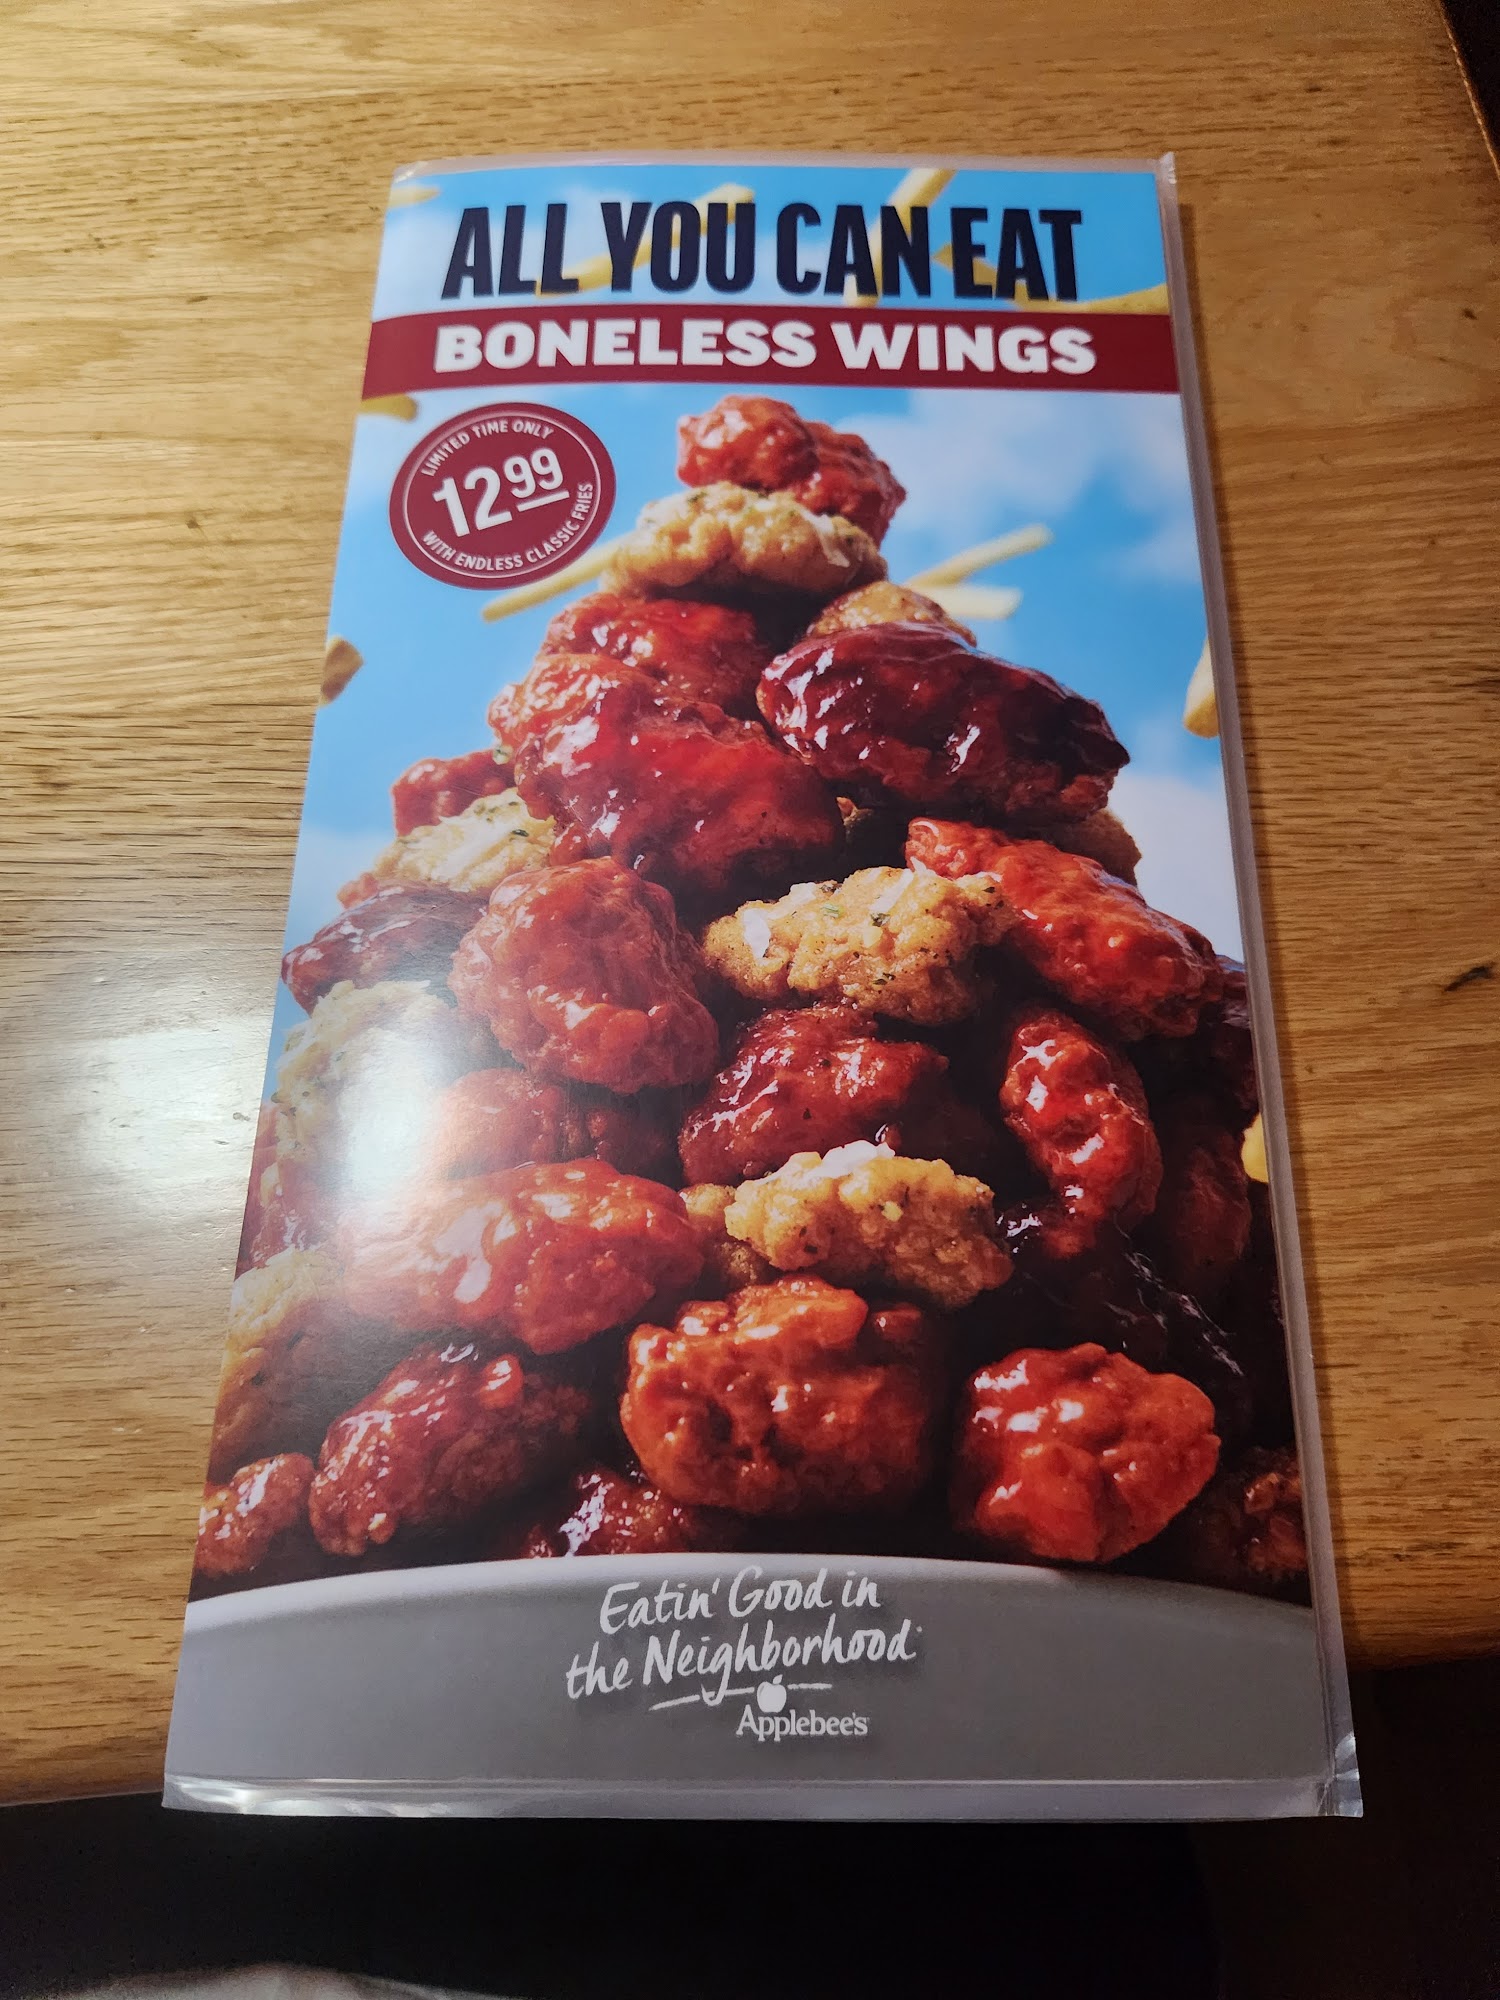 ALL YOU CAN EAT
BONELESS WINGS
LIMITED TIME ONLY
12.99
WITH ENDLESS CLASSIC FRIES
Eatin' Good in
the Neighborhood
Applebee's